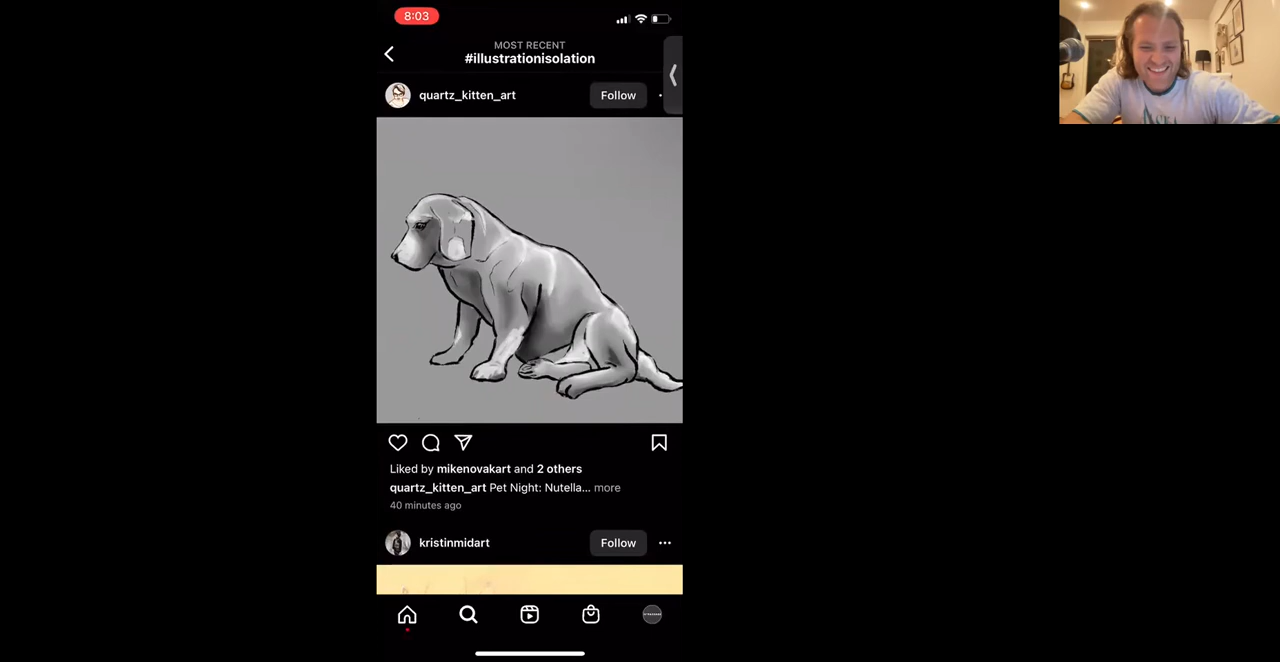 8:03
MOST RECENT
#illustrationisolation
quartz_kitten_art
Follow
Liked by mikenovakart and 2 others
quartz_kitten_art Pet Night: Nutella... more
40 minutes ago
kristinmidart
Follow